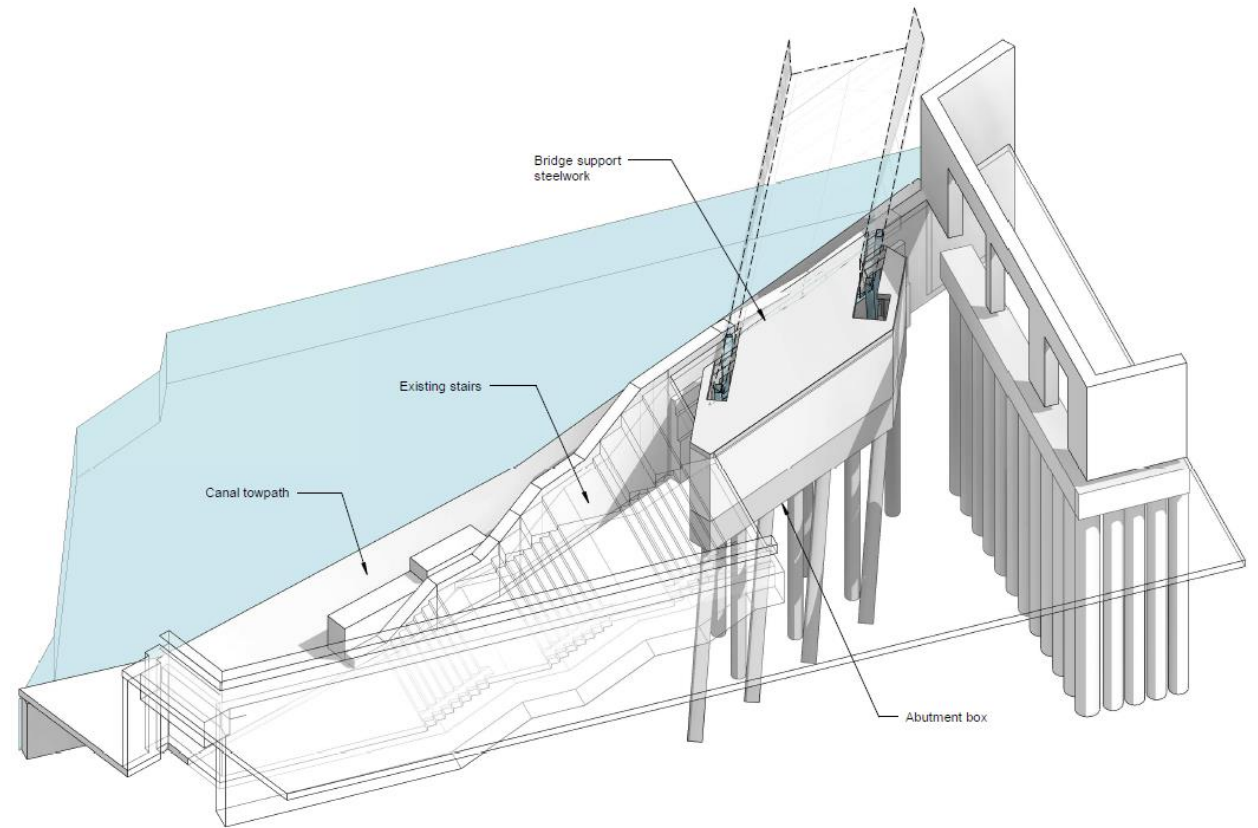 Bridge support
steelwork
Existing stairs
Canal towpath
Abutment box